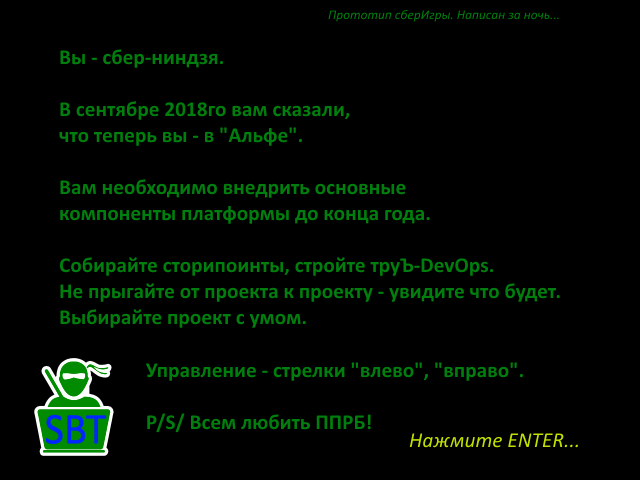 Прототип сберИгры. Написан за ночь...
Вы - сбер-ниндзя.
В сентябре 2018го вам сказали,
что теперь вы - в "Альфе".
Вам необходимо внедрить основные
компоненты платформы до конца года.
Собирайте сторипоинты, стройте труЪ-DevOps.
Не прыгайте от проекта к проекту - увидите что будет.
Выбирайте проект с умом.
Управление - стрелки "влево", "вправо".
SBT
P/S/ Всем любить ППРБ!
Нажмите ENTER...